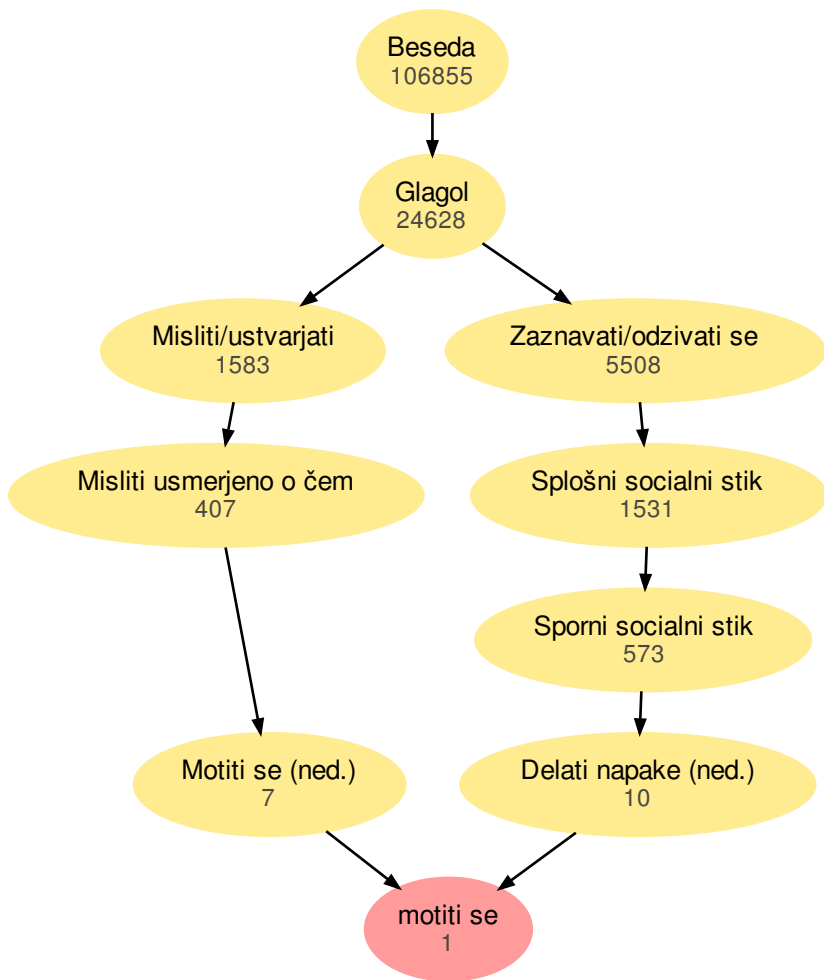 Beseda
106855
Glagol
24628
Misliti/ustvarjati
1583
Zaznavati/odzivati se
5508
Misliti usmerjeno o čem
407
Splošni socialni stik
1531
Sporni socialni stik
573
Motiti se (ned.)
7
Delati napake (ned.)
10
motiti se
1